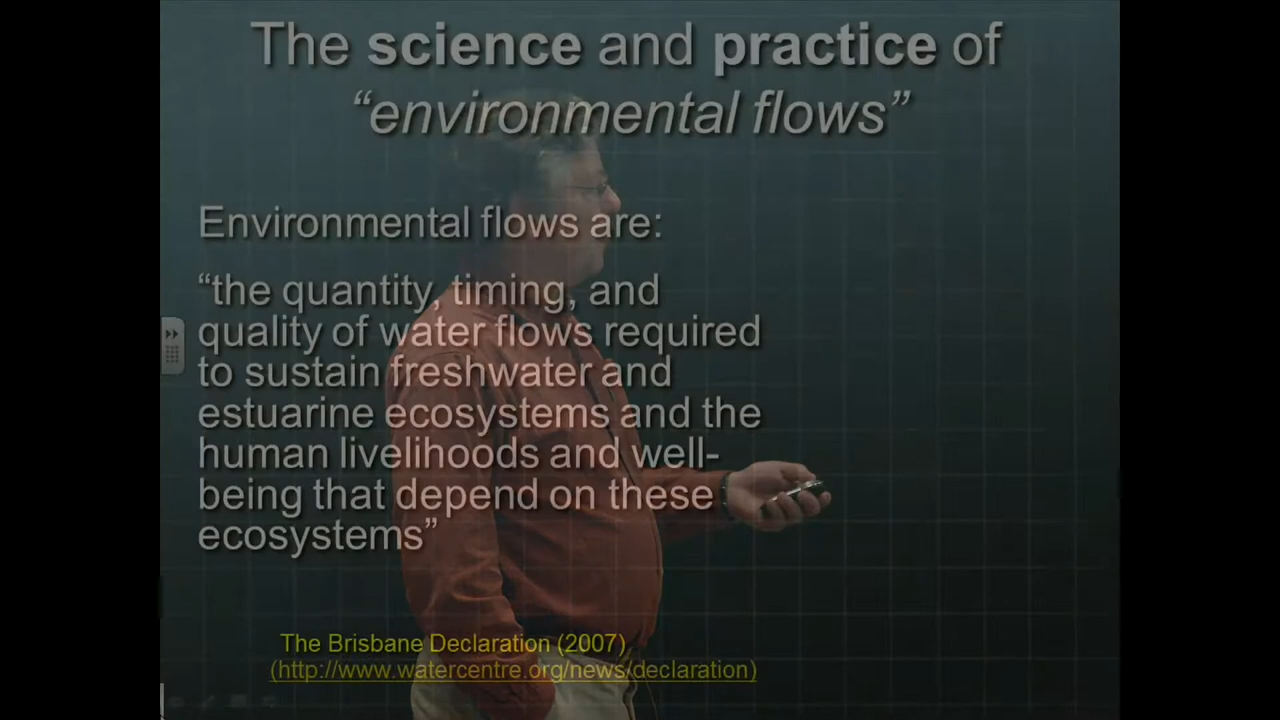 The science and practice of
“environmental flows”
Environmental flows are:
“the quantity, timing, and
quality of water flows required
to sustain freshwater and
estuarine ecosystems and the
human livelihoods and well-
being that depend on these
ecosystems”
The Brisbane Declaration (2007)
(http://www.watercentre.org/news/declaration)